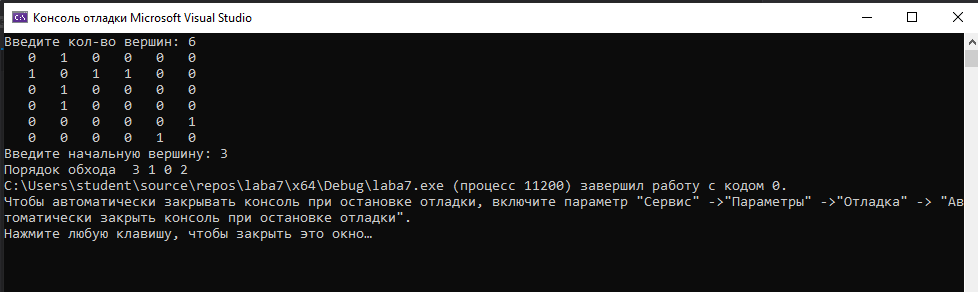 Консоль отладки Microsoft Visual Studio
Введите кол-во вершин: 6
0 1 0 0 0 0
1 0 1 1 0 0
0 1 0 0 0 0
0 1 0 0 0 0
0 0 0 0 0 1
0 0 0 0 1 0
Введите начальную вершину: 3
Порядок обхода  3 1 0 2
C:\Users\student\source\repos\laba7\x64\Debug\laba7.exe (процесс 11200) завершил работу с кодом 0.
Чтобы автоматически закрывать консоль при остановке отладки, включите параметр "Сервис" ->"Параметры" ->"Отладка" -> "Ав
томатически закрыть консоль при остановке отладки".
Нажмите любую клавишу, чтобы закрыть это окно…